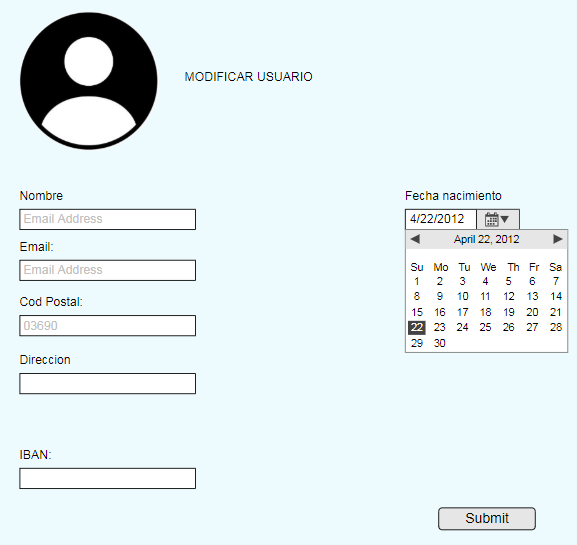 MODIFICAR USUARIO
Nombre
Email Address
Email:
Email Address
Cod Postal:
03690
Direccion
IBAN:
Fecha nacimiento
4/22/2012
April 22, 2012
Su Mo Tu We Th Fr Sa
1 2 3 4 5 6 7
8 9 10 11 12 13 14
15 16 17 18 19 20 21
22 23 24 25 26 27 28
29 30
Submit